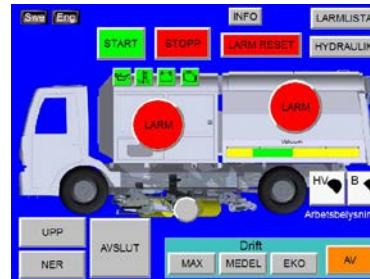 Swe Eng INFO LARMLISTA
START STOPP LARM RESET HYDRAULIK
LARM
LARM
Vakuum
HV B
Arbetsbelysning
UPP
AVSLUT
Drift
NER MAX MEDEL EKO AV